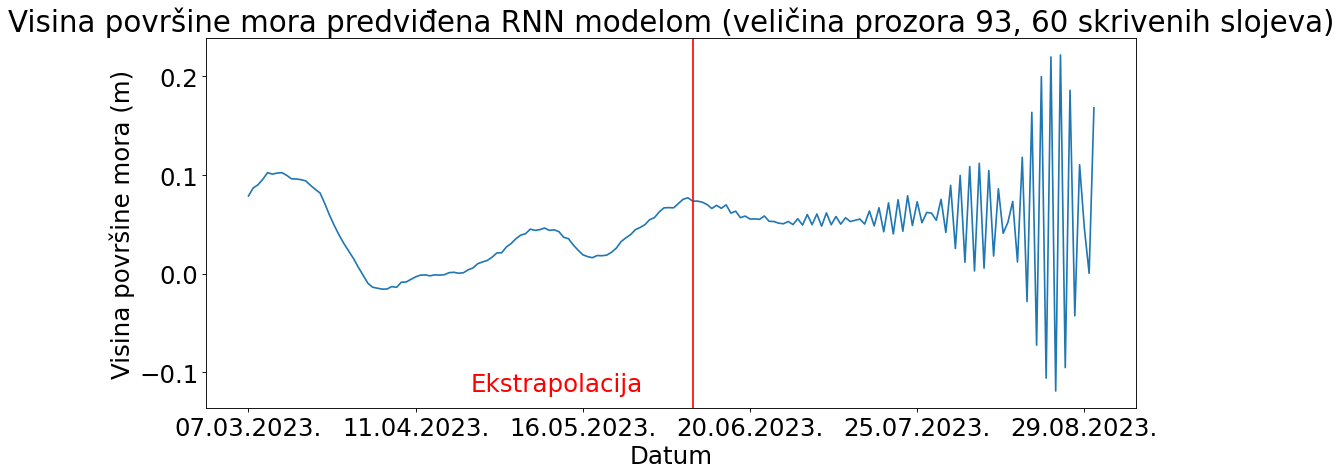 Visina površine mora predviđena RNN modelom (veličina prozora 93, 60 skrivenih slojeva)
Visina površine mora (m)
0.2
0.1
0.0
−0.1
Ekstrapolacija
07.03.2023. 11.04.2023. 16.05.2023. 20.06.2023. 25.07.2023. 29.08.2023.
Datum